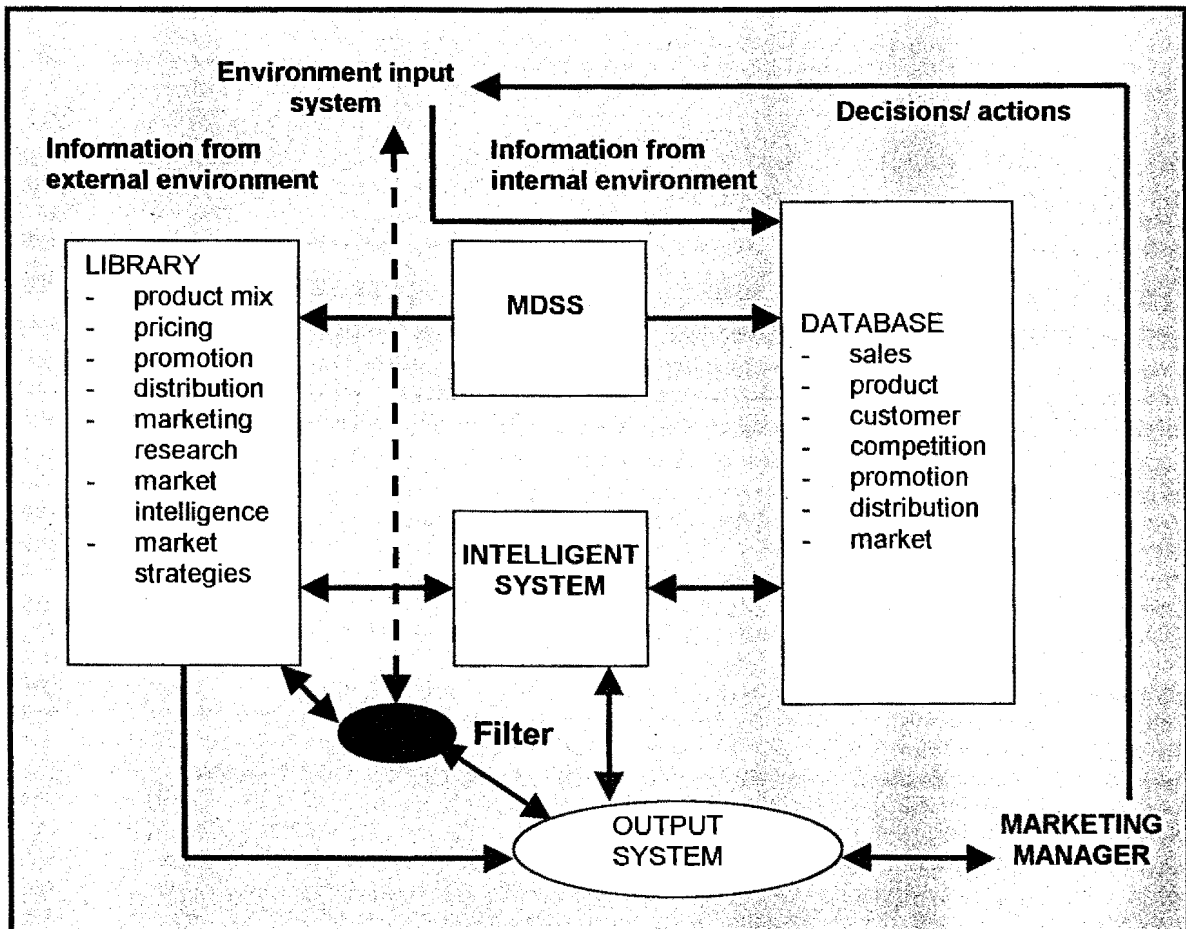 Environment input
system
Decisions/ actions
Information from
external environment
Information from
internal environment
LIBRARY
- product mix
- pricing
- promotion
- distribution
- marketing
research
- market
intelligence
- market
strategies
MDSS
DATABASE
- sales
- product
- customer
- competition
- promotion
- distribution
- market
INTELLIGENT
SYSTEM
Filter
OUTPUT
SYSTEM
MARKETING
MANAGER